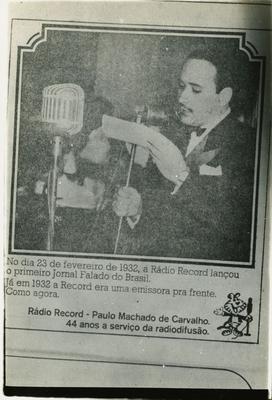 No dia 23 de fevereiro de 1932, a Rádio Record lançou
o primeiro Jornal Falado do Brasil.
Já em 1932 a Record era uma emissora pra frente.
Como agora.
Rádio Record - Paulo Machado de Carvalho.
44 anos a serviço da radiodifusão.